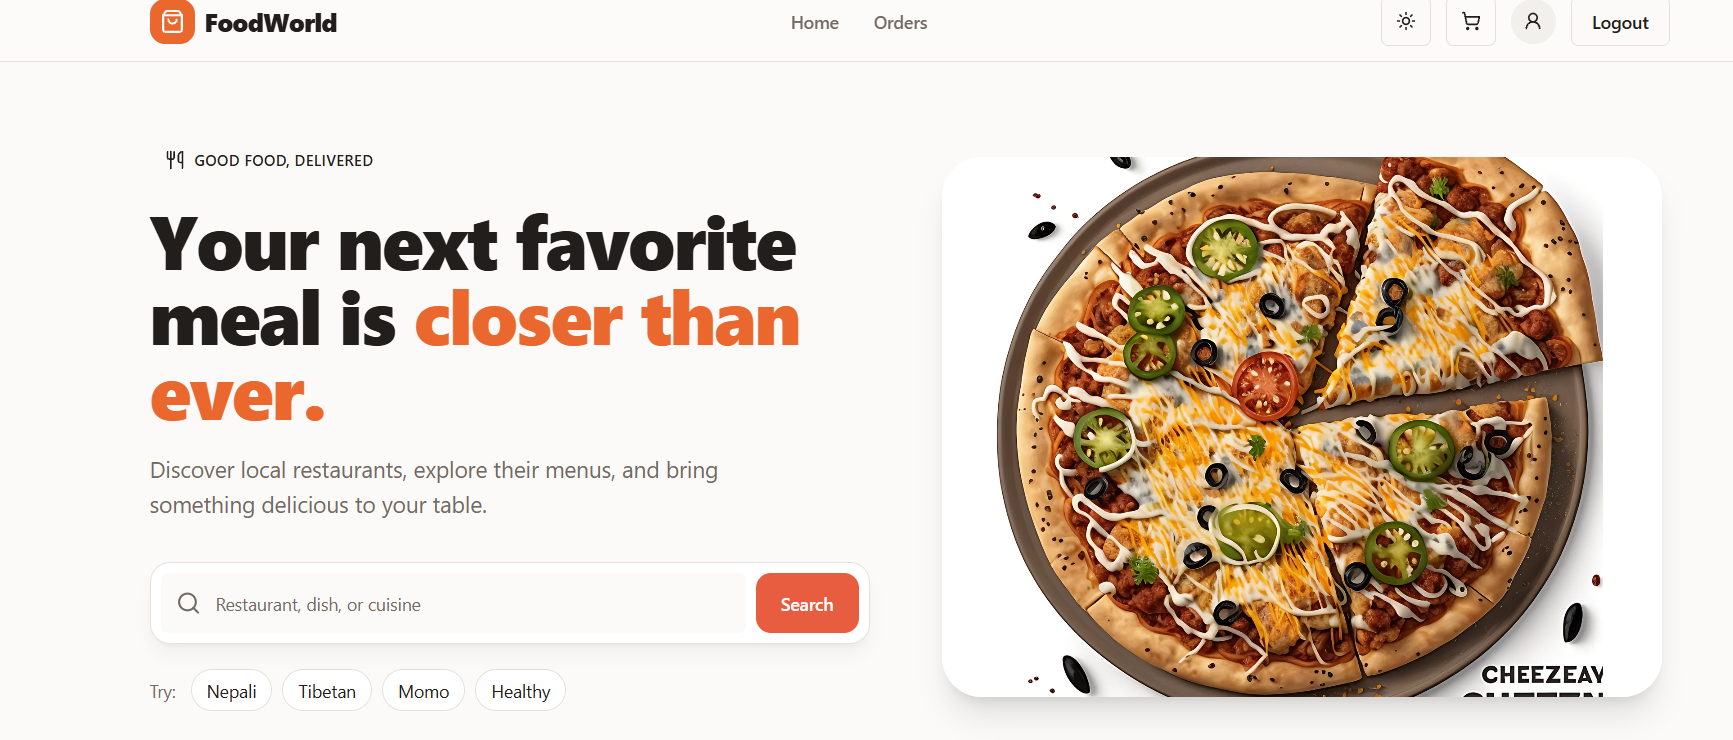 FoodWorld
Home
Orders
Logout
GOOD FOOD, DELIVERED
Your next favorite
meal is closer than
ever.
Discover local restaurants, explore their menus, and bring
something delicious to your table.
Restaurant, dish, or cuisine
Search
Try:
Nepali
Tibetan
Momo
Healthy
CHEEZEAY